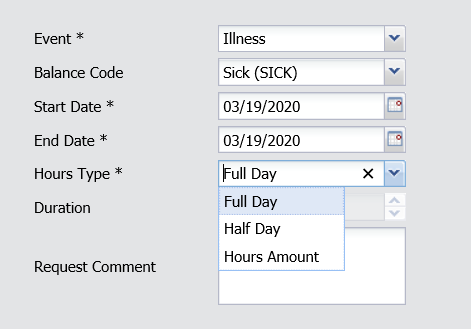 Event * Illness
Balance Code Sick (SICK)
Start Date * 03/19/2020
End Date * 03/19/2020
Hours Type * Full Day
Full Day
Duration
Half Day
Hours Amount
Request Comment